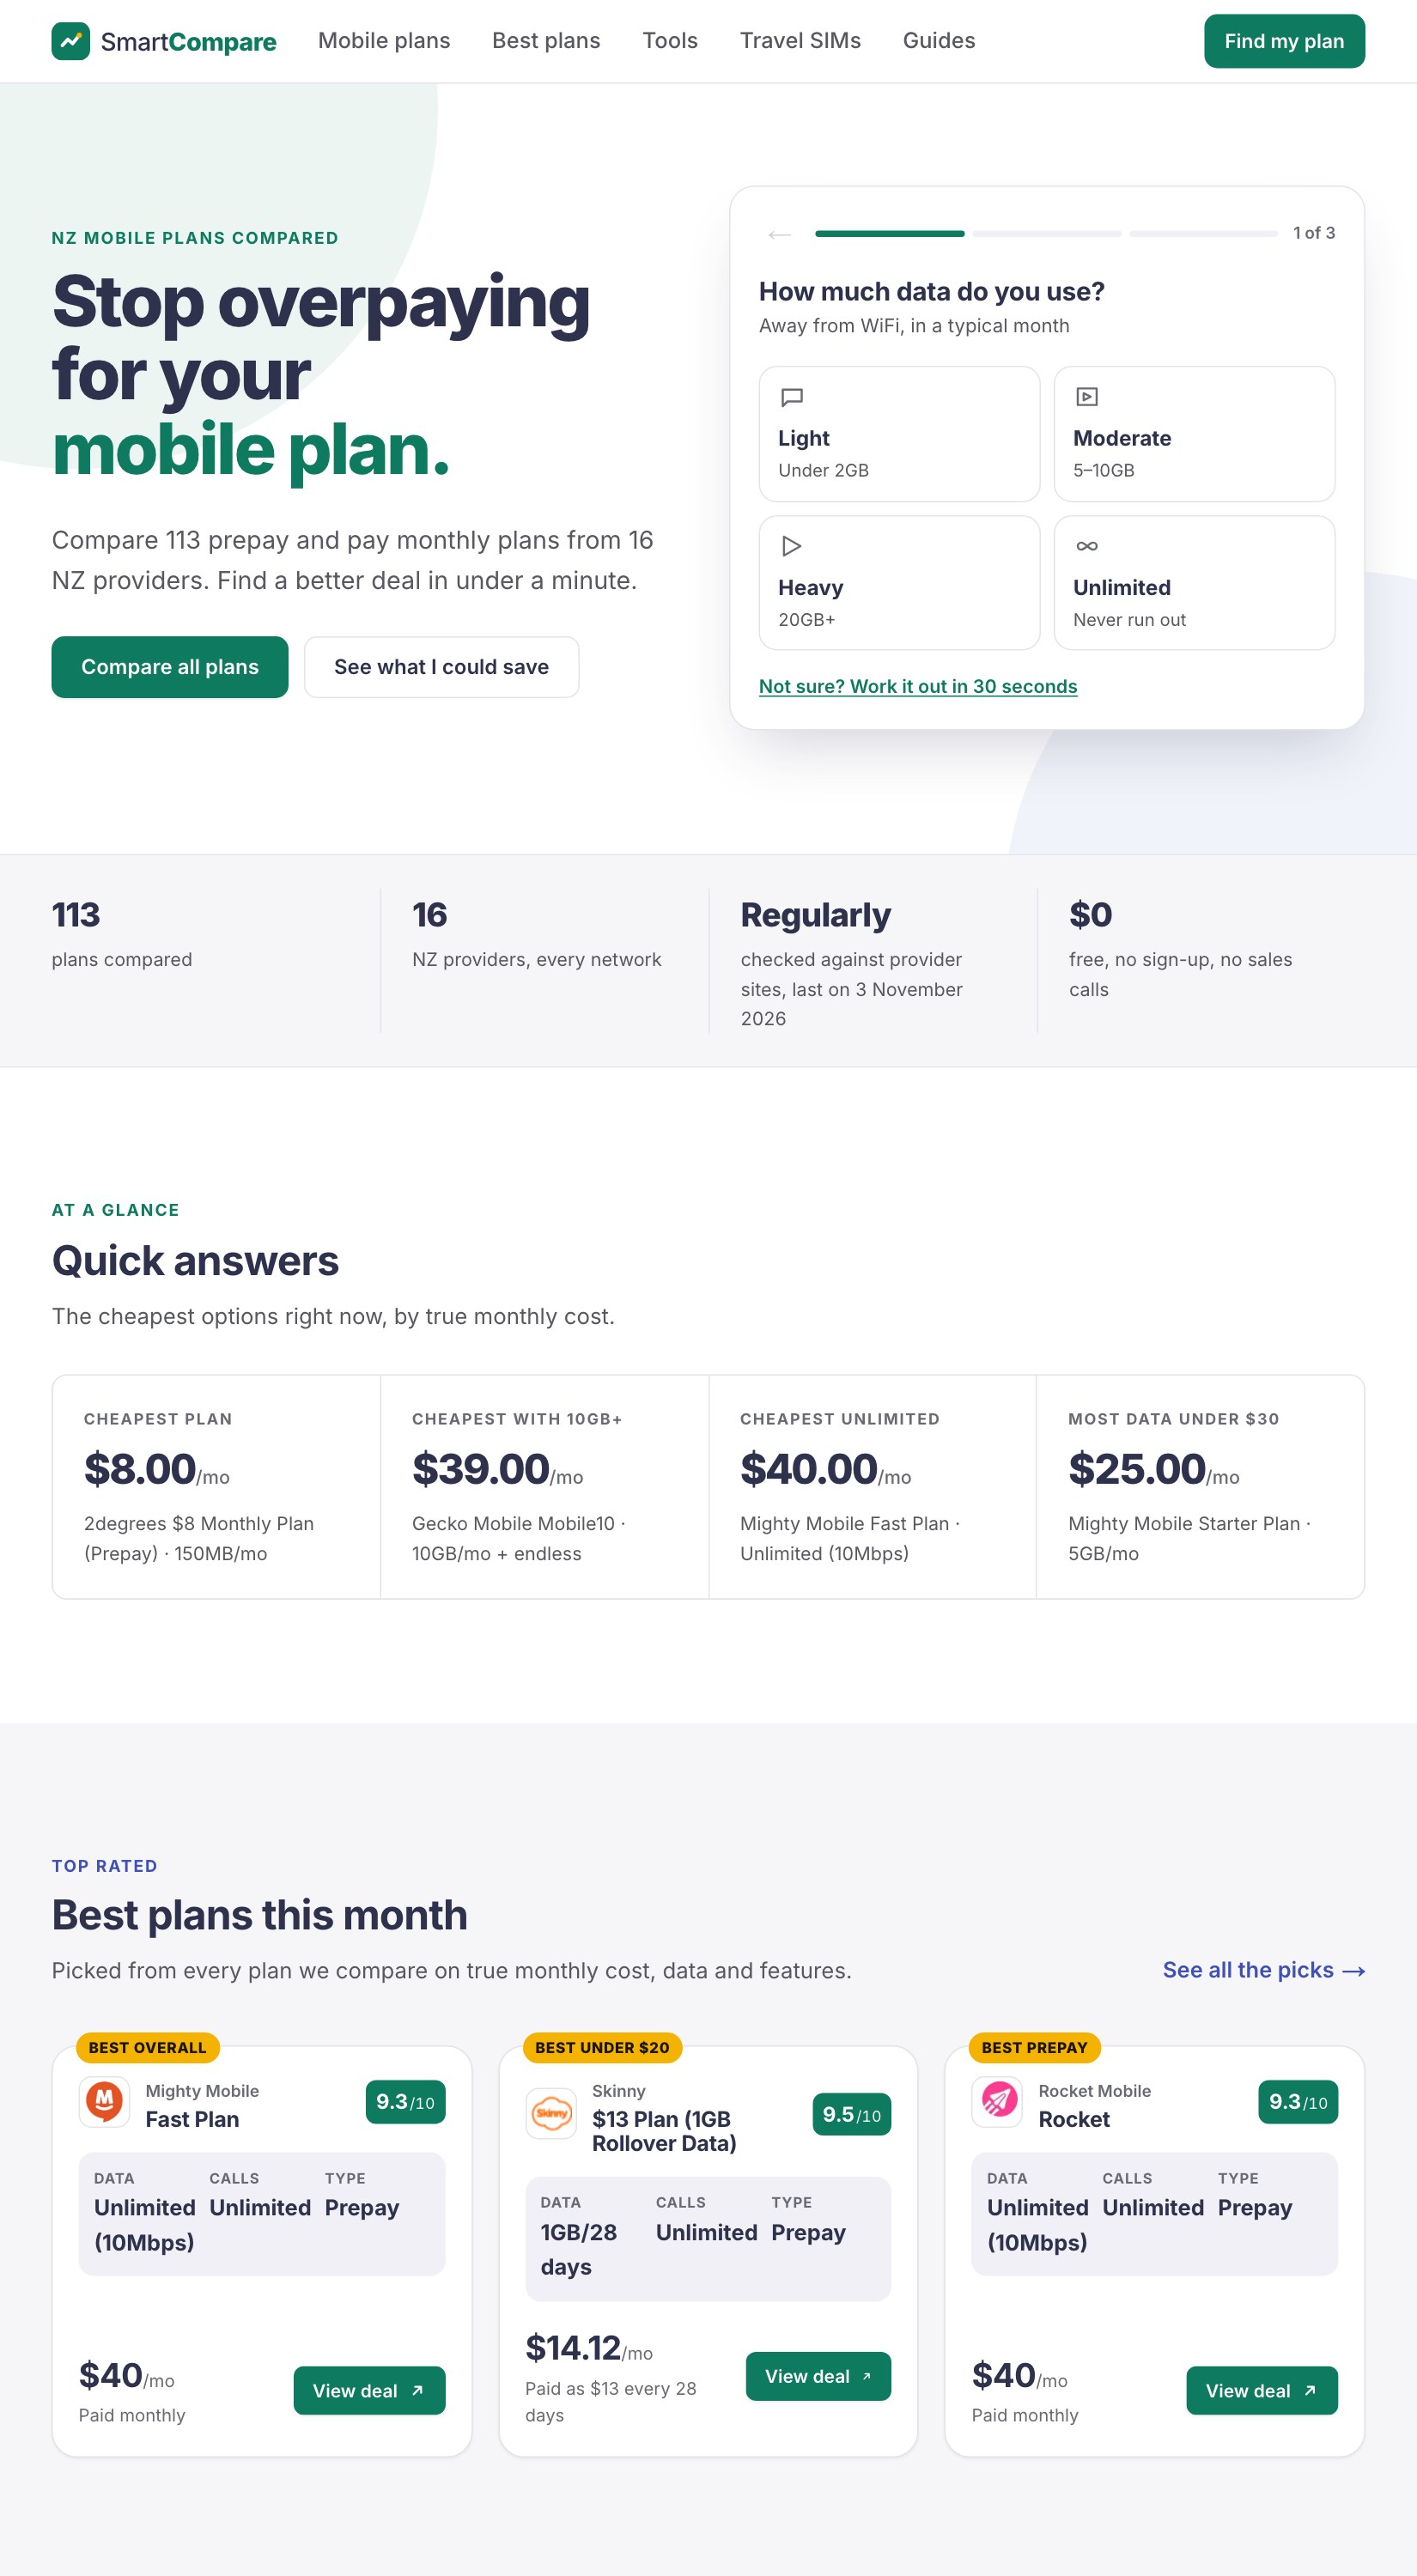 SmartCompare
Mobile plans
Best plans
Tools
Travel SIMs
Guides
Find my plan
NZ MOBILE PLANS COMPARED
Stop overpaying
for your
mobile plan.
Compare 113 prepay and pay monthly plans from 16
NZ providers. Find a better deal in under a minute.
Compare all plans
See what I could save
← 1 of 3
How much data do you use?
Away from WiFi, in a typical month
Light
Under 2GB
Moderate
5–10GB
Heavy
20GB+
Unlimited
Never run out
Not sure? Work it out in 30 seconds
113
plans compared
16
NZ providers, every network
Regularly
checked against provider
sites, last on 3 November
2026
$0
free, no sign-up, no sales
calls
AT A GLANCE
Quick answers
The cheapest options right now, by true monthly cost.
CHEAPEST PLAN
$8.00/mo
2degrees $8 Monthly Plan
(Prepay) · 150MB/mo
CHEAPEST WITH 10GB+
$39.00/mo
Gecko Mobile Mobile10 ·
10GB/mo + endless
CHEAPEST UNLIMITED
$40.00/mo
Mighty Mobile Fast Plan ·
Unlimited (10Mbps)
MOST DATA UNDER $30
$25.00/mo
Mighty Mobile Starter Plan ·
5GB/mo
TOP RATED
Best plans this month
Picked from every plan we compare on true monthly cost, data and features.
See all the picks →
BEST OVERALL
M
Mighty Mobile
Fast Plan
9.3/10
DATA CALLS TYPE
Unlimited Unlimited Prepay
(10Mbps)
$40/mo
Paid monthly
View deal ↗
BEST UNDER $20
Skinny
Skinny
$13 Plan (1GB
Rollover Data)
9.5/10
DATA CALLS TYPE
1GB/28 Unlimited Prepay
days
$14.12/mo
Paid as $13 every 28
days
View deal ↗
BEST PREPAY
Rocket Mobile
Rocket
9.3/10
DATA CALLS TYPE
Unlimited Unlimited Prepay
(10Mbps)
$40/mo
Paid monthly
View deal ↗